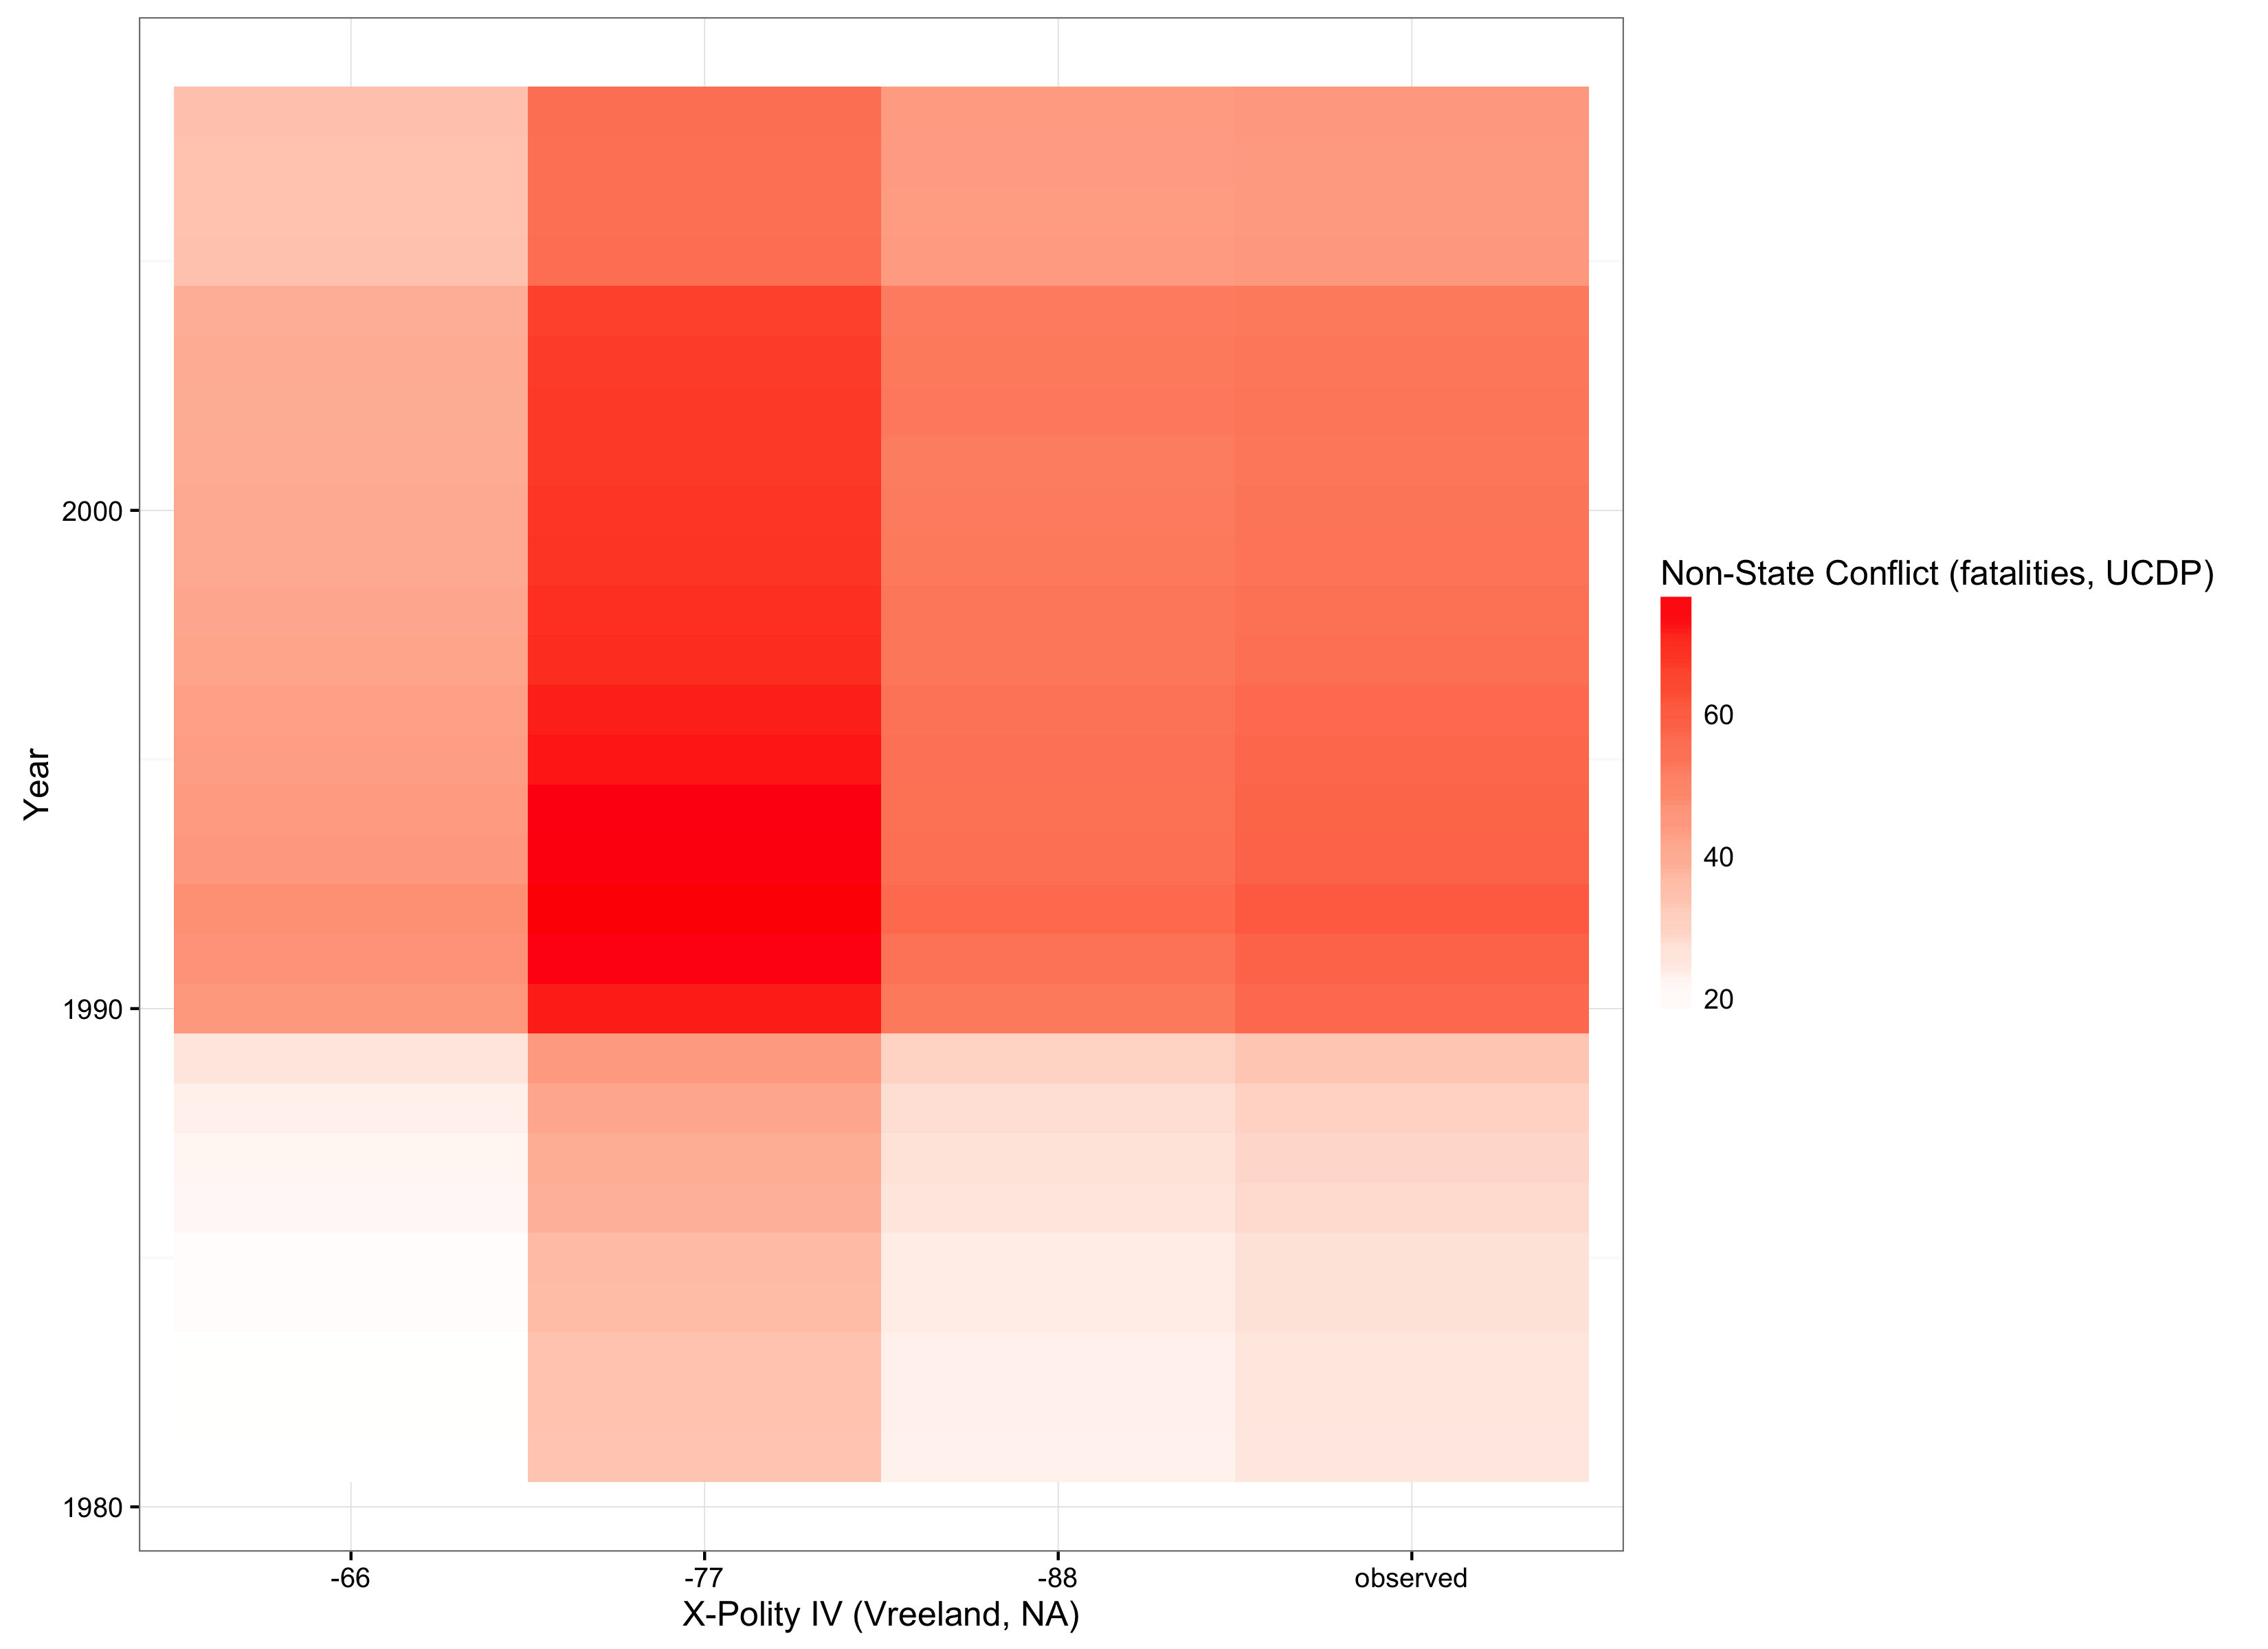 Year
2000
1990
1980
-66
-77
-88
observed
X-Polity IV (Vreeland, NA)
Non-State Conflict (fatalities, UCDP)
60
40
20